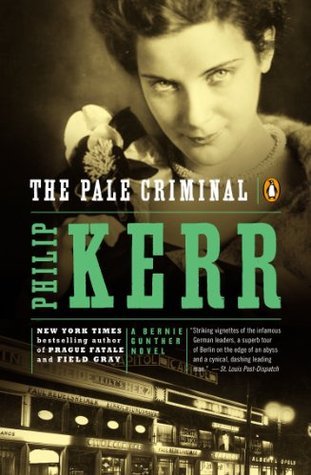 THE PALE CRIMINAL
PHILIP
KERR
NEW YORK TIMES
bestselling author
of PRAGUE FATALE
and FIELD GRAY
A BERNIE
GUNTHER
NOVEL
"Striking vignettes of the infamous
German leaders, a superb tour
of Berlin on the edge of an abyss
and a cynical, dashing leading
man." — St. Louis Post-Dispatch